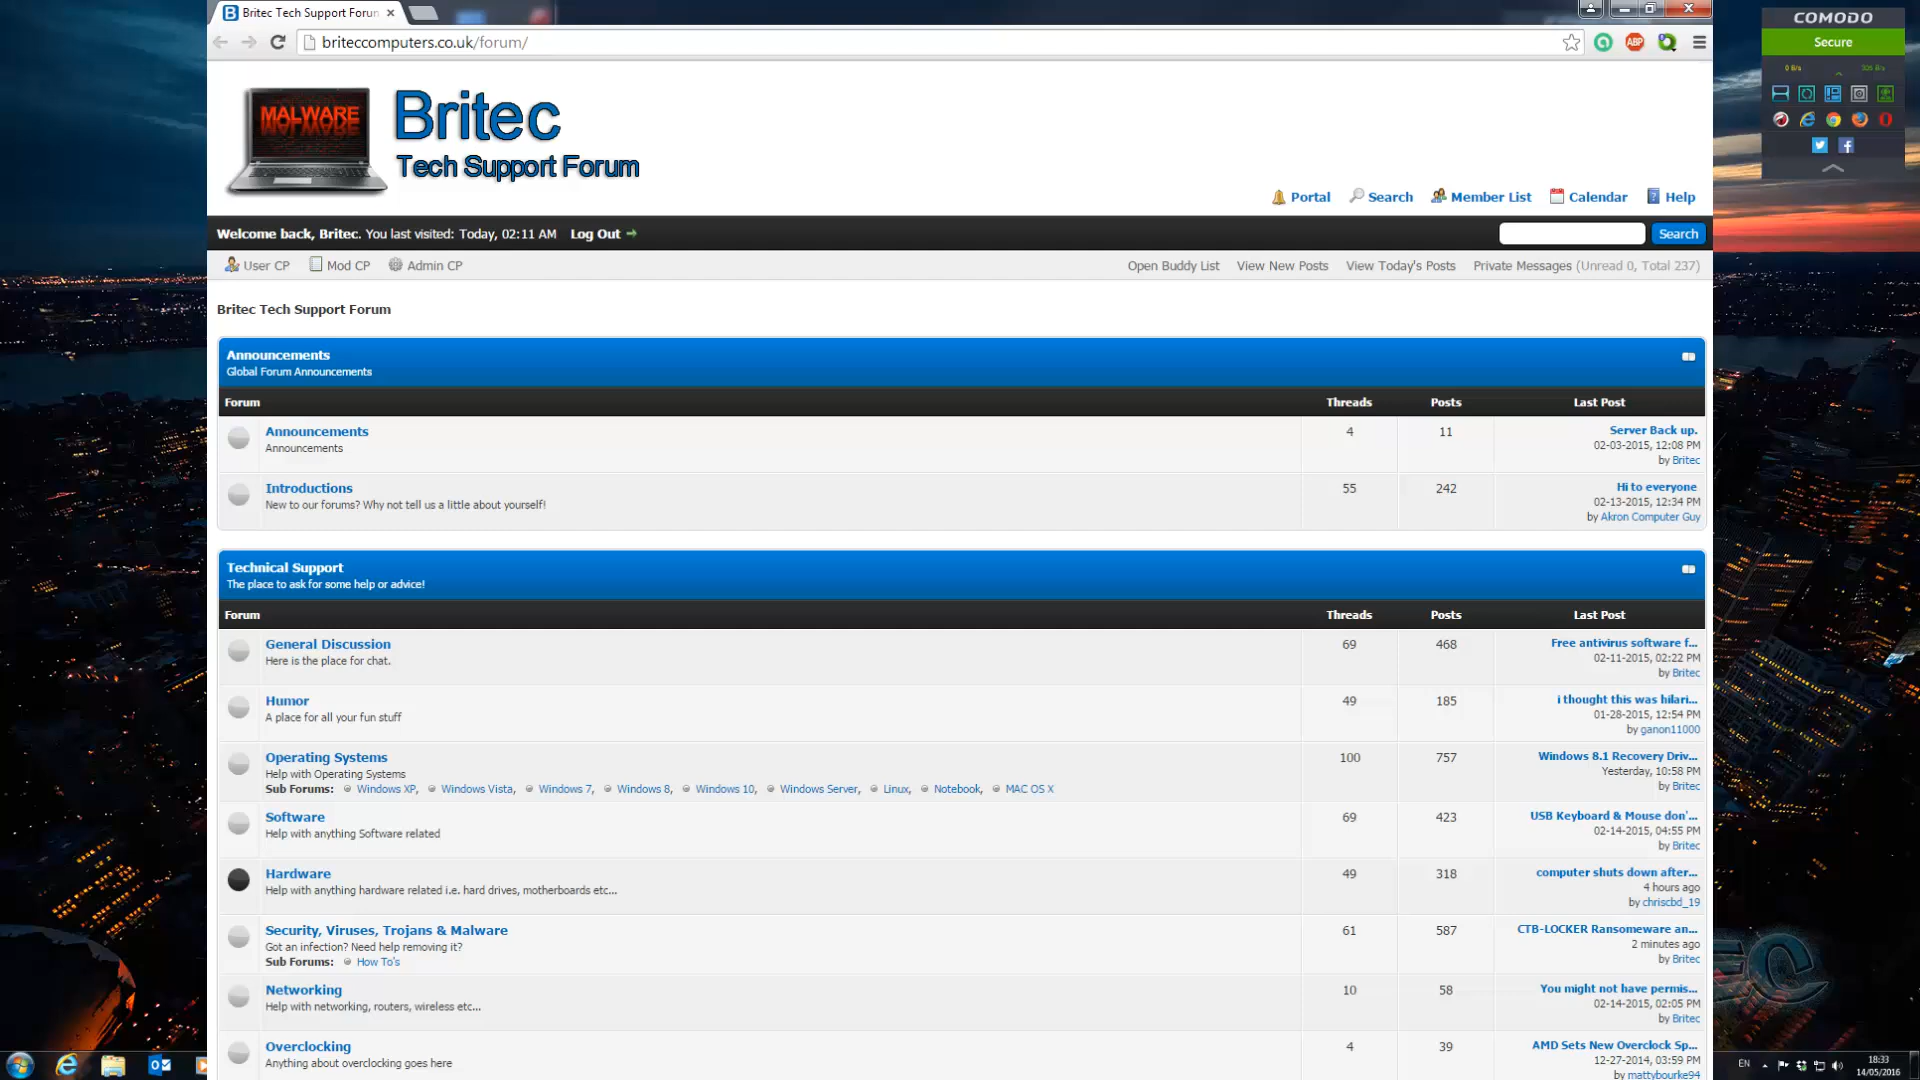 Britec Tech Support Forun
briteccomputers.co.uk/forum/
ABP
COMODO
Secure
0 B/s
MALWARE
Britec
Tech Support Forum
Portal Search Member List Calendar Help
Welcome back, Britec. You last visited: Today, 02:11 AM Log Out
Search
User CP Mod CP Admin CP
Open Buddy List View New Posts View Today's Posts Private Messages (Unread 0, Total 237)
Britec Tech Support Forum
Announcements
Global Forum Announcements
Forum Threads Posts Last Post
Announcements
Announcements
4 11
Server Back up.
02-03-2015, 12:08 PM
by Britec
Introductions
New to our forums? Why not tell us a little about yourself!
55 242
Hi to everyone
02-13-2015, 12:34 PM
by Akron Computer Guy
Technical Support
The place to ask for some help or advice!
Forum Threads Posts Last Post
General Discussion
Here is the place for chat.
69 468
Free antivirus software f...
02-11-2015, 02:22 PM
by Britec
Humor
A place for all your fun stuff
49 185
i thought this was hilari...
01-28-2015, 12:54 PM
by ganon11000
Operating Systems
Help with Operating Systems
Sub Forums: Windows XP, Windows Vista, Windows 7, Windows 8, Windows 10, Windows Server, Linux, Notebook, MAC OS X
100 757
Windows 8.1 Recovery Driv...
Yesterday, 10:58 PM
by Britec
Software
Help with anything Software related
69 423
USB Keyboard & Mouse don'...
02-14-2015, 04:55 PM
by Britec
Hardware
Help with anything hardware related i.e. hard drives, motherboards etc...
49 318
computer shuts down after...
4 hours ago
by chriscbd_19
Security, Viruses, Trojans & Malware
Got an infection? Need help removing it?
Sub Forums: How To's
61 587
CTB-LOCKER Ransomeware an...
2 minutes ago
by Britec
Networking
Help with networking, routers, wireless etc...
10 58
You might not have permis...
02-14-2015, 02:05 PM
by Britec
Overclocking
Anything about overclocking goes here
4 39
AMD Sets New Overclock Sp...
12-27-2014, 03:59 PM
by mattybourke94
EN
18:33
14/05/2016